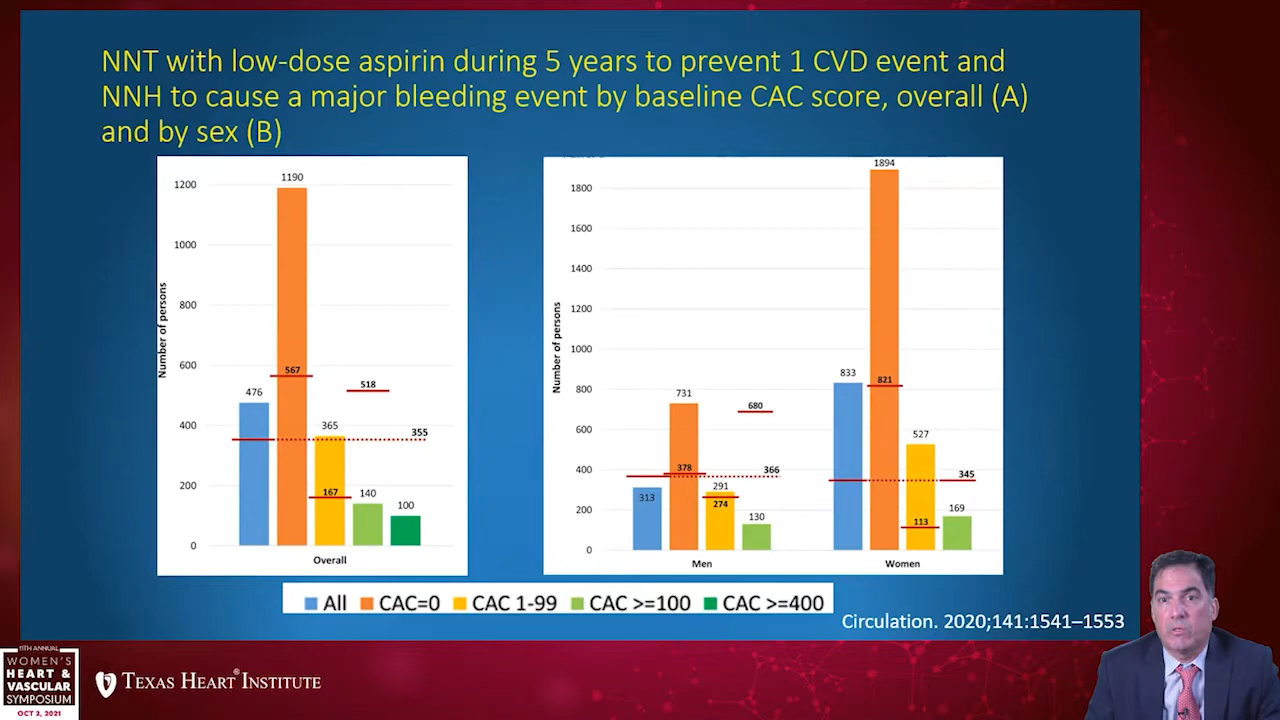 NNT with low-dose aspirin during 5 years to prevent 1 CVD event and
NNH to cause a major bleeding event by baseline CAC score, overall (A)
and by sex (B)
Number of persons
1200
1000
800
600
400
200
0
476
1190
567
365
167
518
140
355
100
Overall
Number of persons
1800
1600
1400
1200
1000
800
600
400
200
0
313
731
378
291
274
680
130
366
Men
833
1894
821
527
113
345
169
Women
All CAC=0 CAC 1-99 CAC >=100 CAC >=400
Circulation. 2020;141:1541–1553
11TH ANNUAL
WOMEN'S
HEART &
VASCULAR
SYMPOSIUM
OCT 2, 2021
TEXAS HEART® INSTITUTE